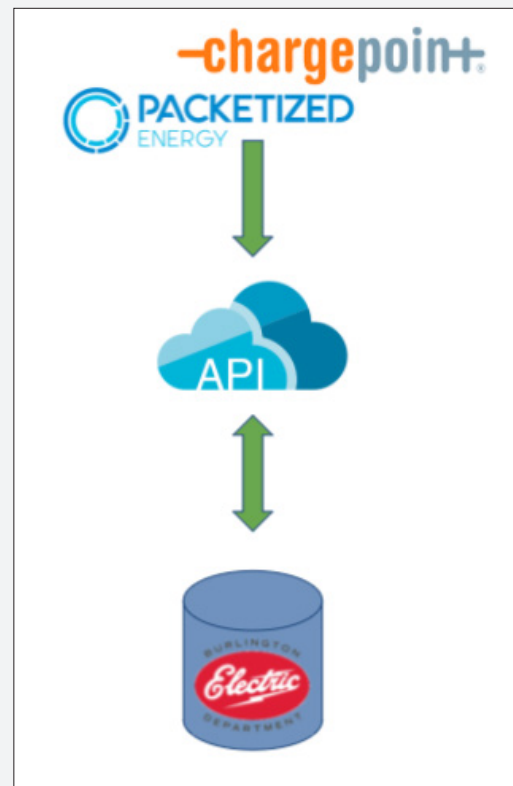 chargepoint®
PACKETIZED
ENERGY
API
BURLINGTON
Electric
DEPARTMENT